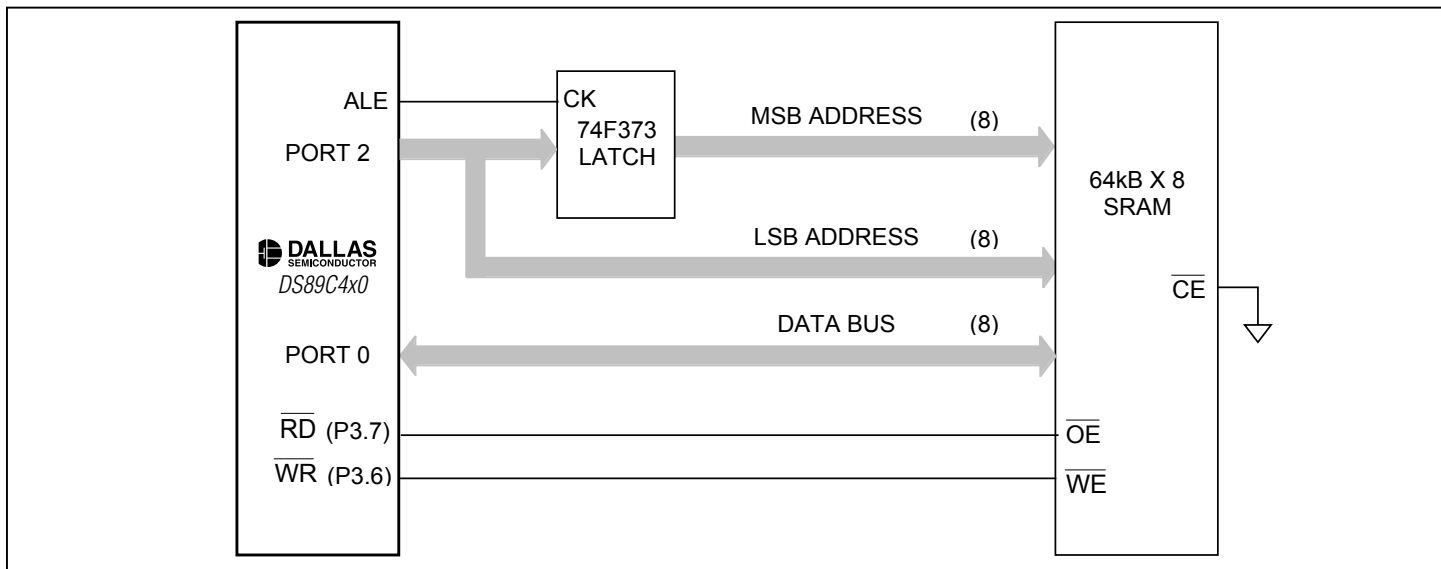 ALE
CK
74F373
LATCH
MSB ADDRESS (8)
PORT 2
64kB X 8
SRAM
LSB ADDRESS (8)
DALLAS
SEMICONDUCTOR
DS89C4x0
CE
DATA BUS (8)
PORT 0
RD (P3.7)
OE
WR (P3.6)
WE